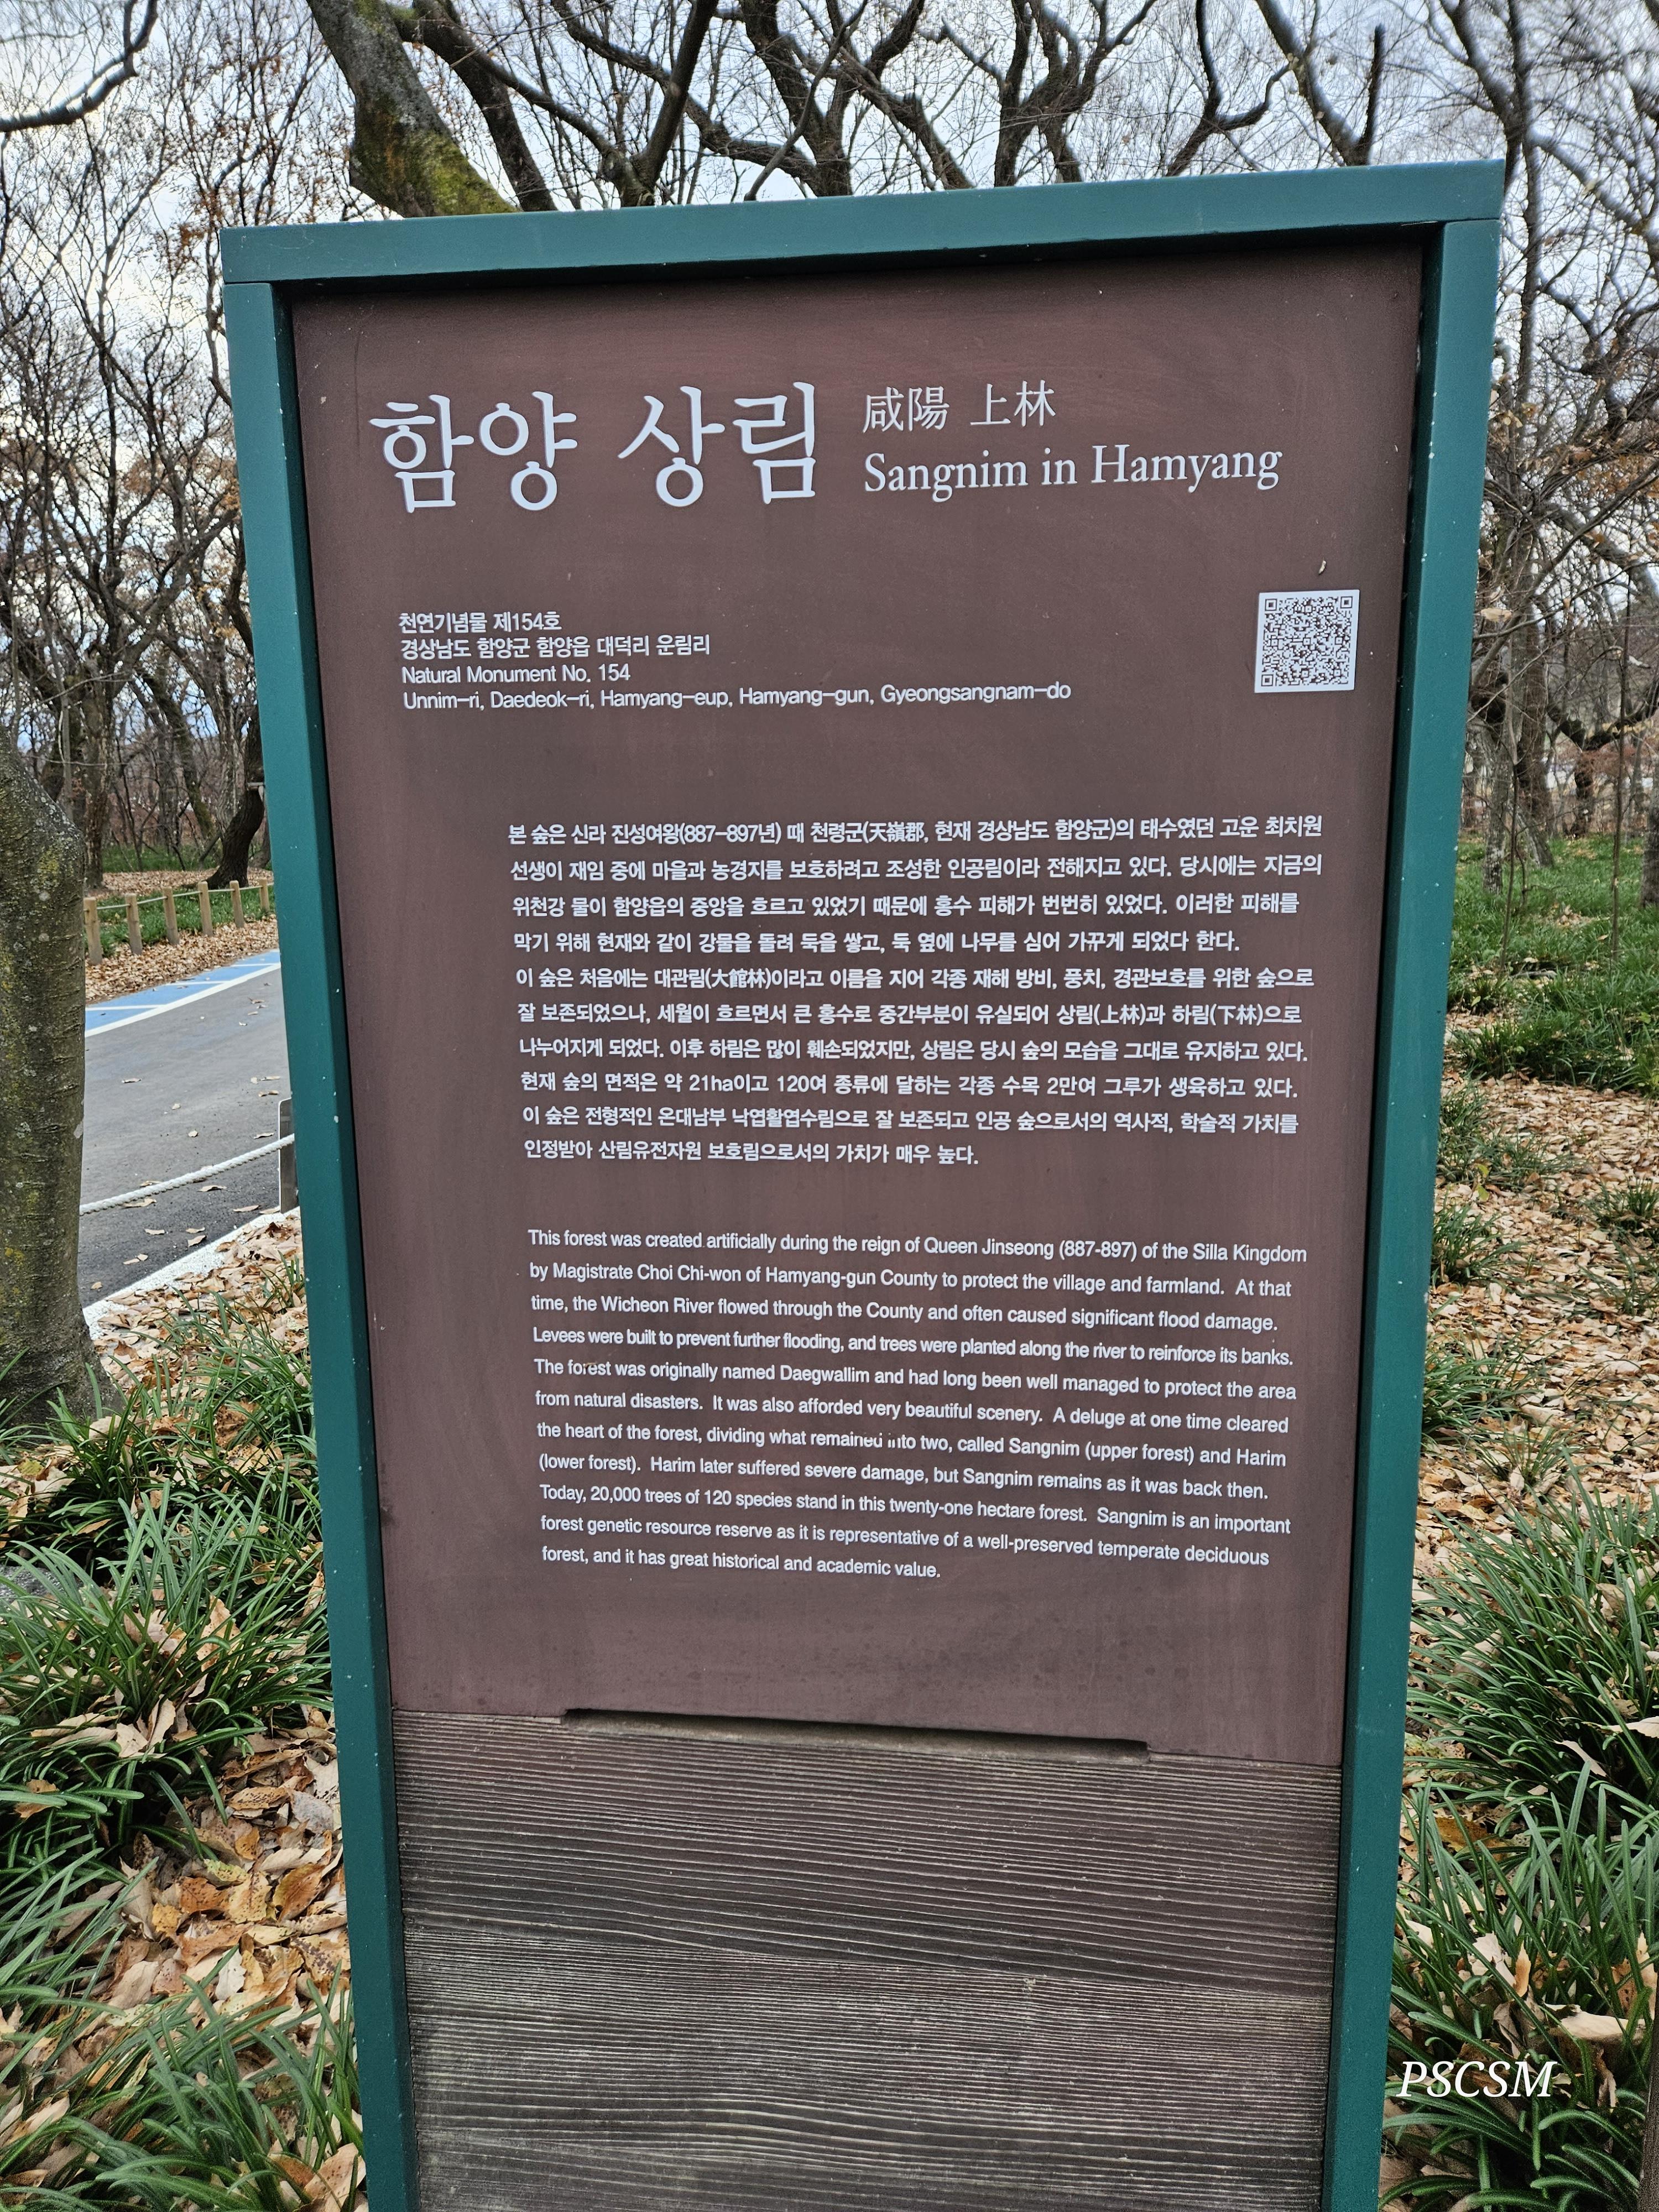 함양 상림
咸陽 上林
Sangnim in Hamyang
천연기념물 제154호
경상남도 함양군 함양읍 대덕리 운림리
Natural Monument No. 154
Unnim-ri, Daedeok-ri, Hamyang-eup, Hamyang-gun, Gyeongsangnam-do
본 숲은 신라 진성여왕(887-897년) 때 천령군(天嶺郡, 현재 경상남도 함양군)의 태수였던 고운 최치원
선생이 재임 중에 마을과 농경지를 보호하려고 조성한 인공림이라 전해지고 있다. 당시에는 지금의
위천강 물이 함양읍의 중앙을 흐르고 있었기 때문에 홍수 피해가 번번히 있었다. 이러한 피해를
막기 위해 현재와 같이 강물을 돌려 둑을 쌓고, 둑 옆에 나무를 심어 가꾸게 되었다 한다.
이 숲은 처음에는 대관림(大館林)이라고 이름을 지어 각종 재해 방비, 풍치, 경관보호를 위한 숲으로
잘 보존되었으나, 세월이 흐르면서 큰 홍수로 중간부분이 유실되어 상림(上林)과 하림(下林)으로
나누어지게 되었다. 이후 하림은 많이 훼손되었지만, 상림은 당시 숲의 모습을 그대로 유지하고 있다.
현재 숲의 면적은 약 21ha이고 120여 종류에 달하는 각종 수목 2만여 그루가 생육하고 있다.
이 숲은 전형적인 온대남부 낙엽활엽수림으로 잘 보존되고 인공 숲으로서의 역사적, 학술적 가치를
인정받아 산림유전자원 보호림으로서의 가치가 매우 높다.
This forest was created artificially during the reign of Queen Jinseong (887-897) of the Silla Kingdom
by Magistrate Choi Chi-won of Hamyang-gun County to protect the village and farmland. At that
time, the Wicheon River flowed through the County and often caused significant flood damage.
Levees were built to prevent further flooding, and trees were planted along the river to reinforce its banks.
The forest was originally named Daegwallim and had long been well managed to protect the area
from natural disasters. It was also afforded very beautiful scenery. A deluge at one time cleared
the heart of the forest, dividing what remained into two, called Sangnim (upper forest) and Harim
(lower forest). Harim later suffered severe damage, but Sangnim remains as it was back then.
Today, 20,000 trees of 120 species stand in this twenty-one hectare forest. Sangnim is an important
forest genetic resource reserve as it is representative of a well-preserved temperate deciduous
forest, and it has great historical and academic value.
PSCSM